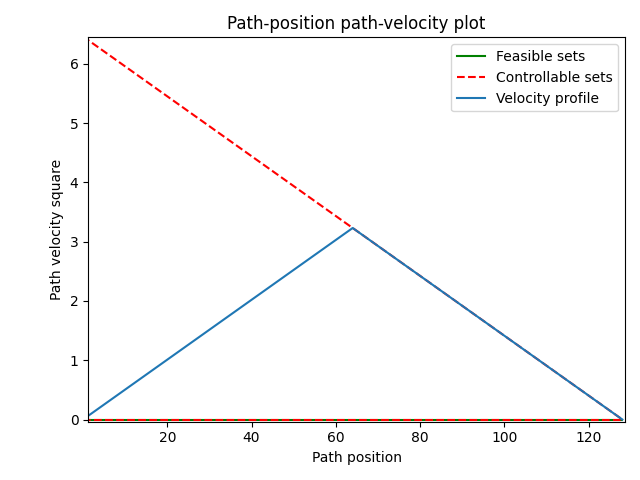 Path-position path-velocity plot
Feasible sets
Controllable sets
Velocity profile
6
5
4
3
2
1
0
Path velocity square
20 40 60 80 100 120
Path position